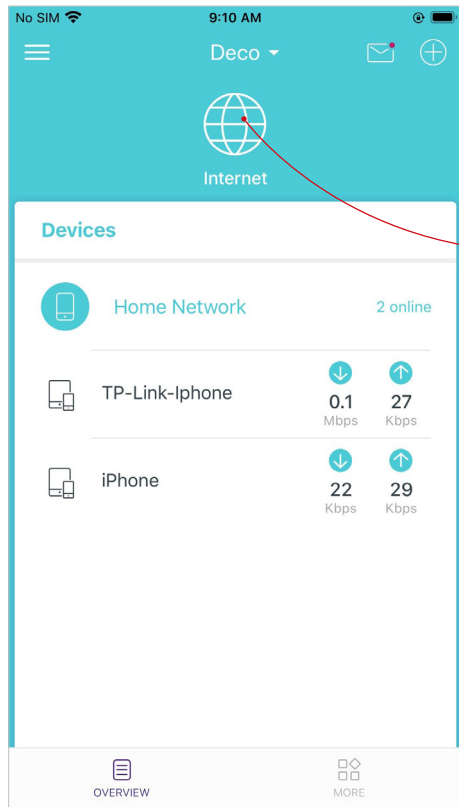 No SIM 9:10 AM
Deco
Internet
Devices
Home Network 2 online
TP-Link-Iphone 0.1 Mbps 27 Kbps
iPhone 22 Kbps 29 Kbps
OVERVIEW MORE